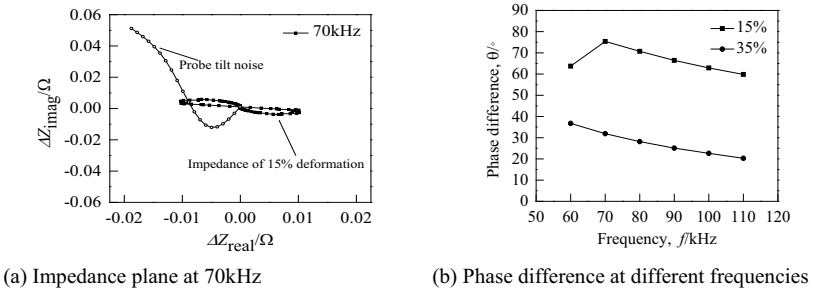 0.06
0.04
0.02
0.00
-0.02
-0.04
-0.06
ΔZimag/Ω
70kHz
Probe tilt noise
Impedance of 15% deformation
-0.02 -0.01 0.00 0.01 0.02
ΔZreal/Ω
(a) Impedance plane at 70kHz
90
80
70
60
50
40
30
20
10
0
Phase difference, θ/°
15%
35%
50 60 70 80 90 100 110 120
Frequency, f/kHz
(b) Phase difference at different frequencies